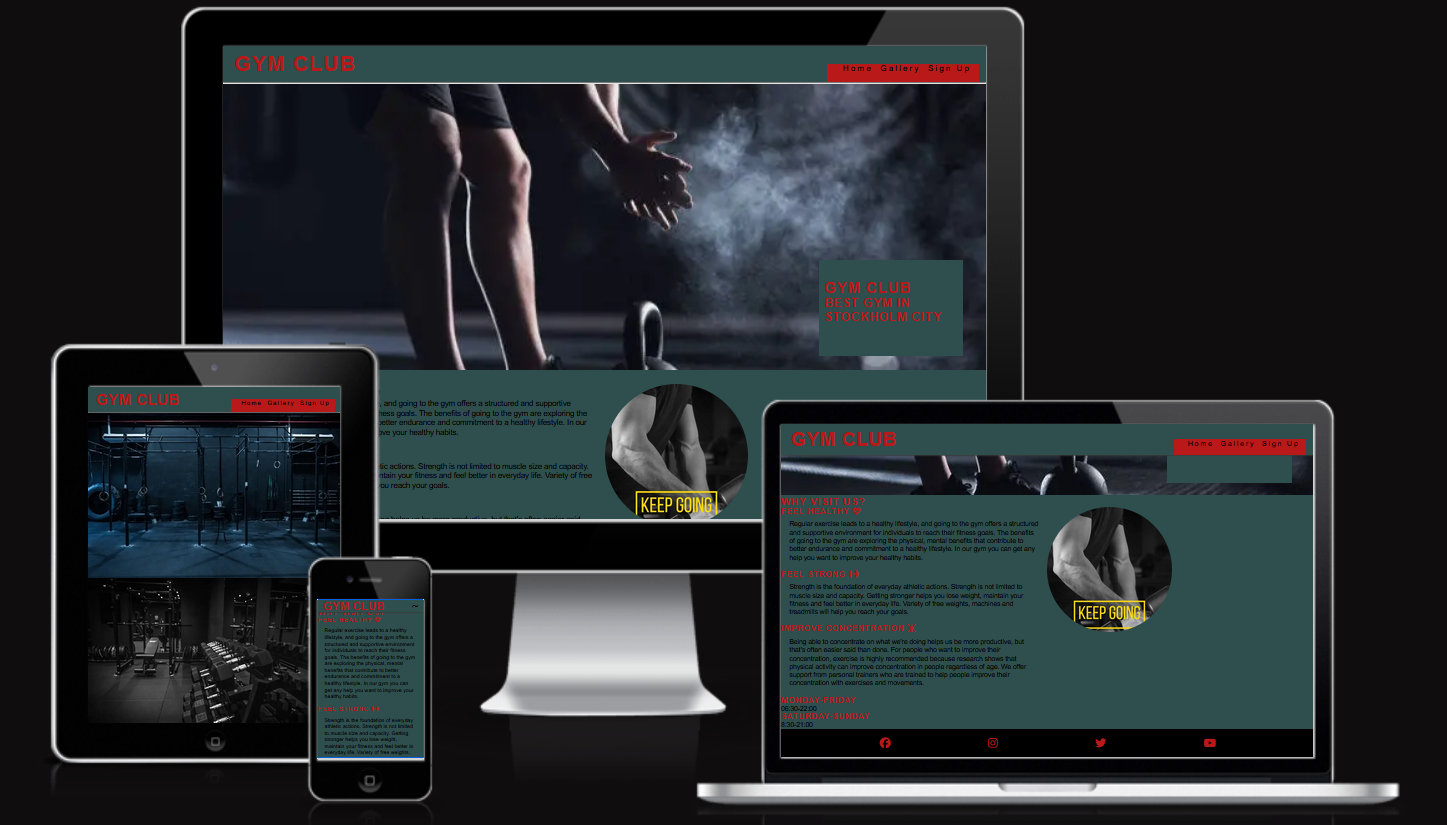 GYM CLUB
Home Gallery Sign Up
GYM CLUB
BEST GYM IN
STOCKHOLM CITY
, and going to the gym offers a structured and supportive
ness goals. The benefits of going to the gym are exploring the
etter endurance and commitment to a healthy lifestyle. In our
ove your healthy habits.
tic actions. Strength is not limited to muscle size and capacity.
ntain your fitness and feel better in everyday life. Variety of free
you reach your goals.
KEEP GOING
GYM CLUB
Home Gallery Sign Up
GYM CLUB
FEEL HEALTHY
Regular exercise leads to a healthy
lifestyle, and going to the gym offers a
structured and supportive environment
for individuals to reach their fitness
goals. The benefits of going to the gym
are exploring the physical, mental
benefits that contribute to better
endurance and commitment to a
healthy lifestyle. In our gym you can
get any help you want to improve your
healthy habits.
FEEL STRONG
Strength is the foundation of everyday
athletic actions. Strength is not limited
to muscle size and capacity. Getting
stronger helps you lose weight,
maintain your fitness and feel better in
everyday life. Variety of free weights,
GYM CLUB
Home Gallery Sign Up
WHY VISIT US?
FEEL HEALTHY
Regular exercise leads to a healthy lifestyle, and going to the gym offers a structured
and supportive environment for individuals to reach their fitness goals. The benefits
of going to the gym are exploring the physical, mental benefits that contribute to
better endurance and commitment to a healthy lifestyle. In our gym you can get any
help you want to improve your healthy habits.
FEEL STRONG
Strength is the foundation of everyday athletic actions. Strength is not limited to
muscle size and capacity. Getting stronger helps you lose weight, maintain your
fitness and feel better in everyday life. Variety of free weights, machines and
treadmills will help you reach your goals.
IMPROVE CONCENTRATION
Being able to concentrate on what we're doing helps us be more productive, but
that's often easier said than done. For people who want to improve their
concentration, exercise is highly recommended because research shows that
physical activity can improve concentration in people regardless of age. We offer
support from personal trainers who are trained to help people improve their
concentration with exercises and movements.
MONDAY-FRIDAY
06:30-22:00
SATURDAY-SUNDAY
8:30-21:00
KEEP GOING